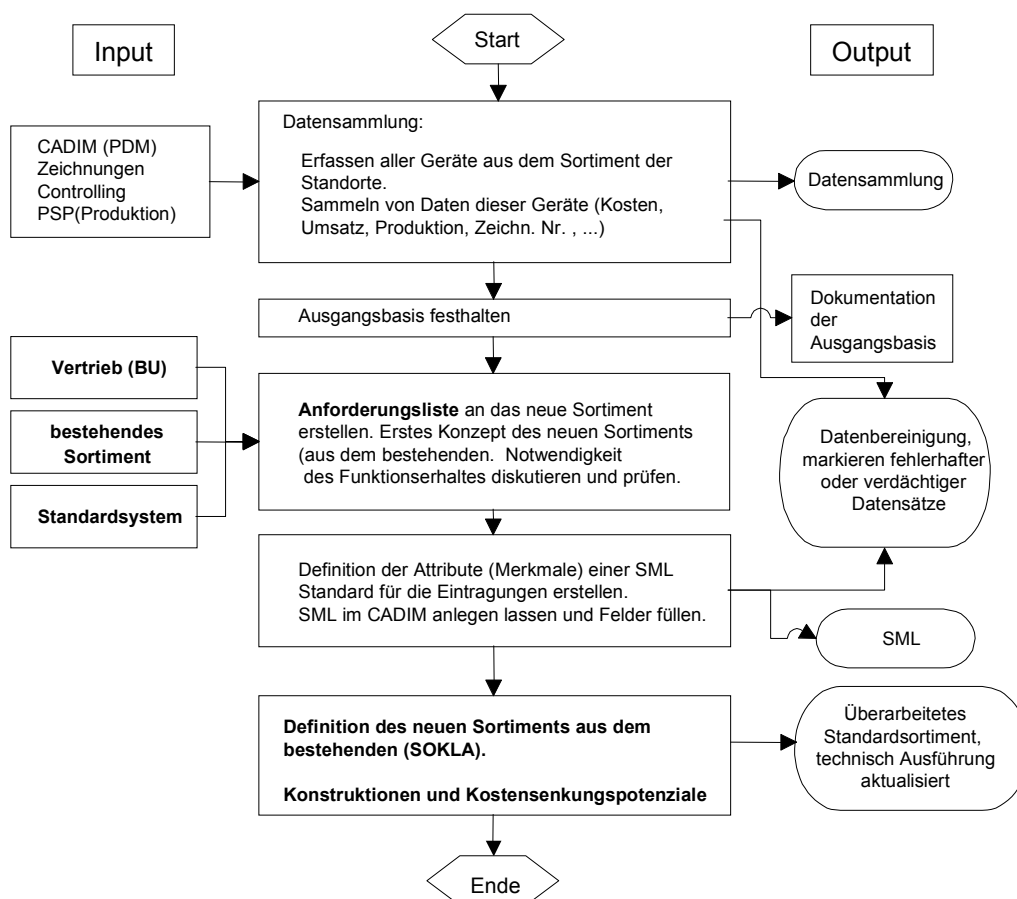 Input
Start
Output
Datensammlung:
Erfassen aller Geräte aus dem Sortiment der
Standorte.
Sammeln von Daten dieser Geräte (Kosten,
Umsatz, Produktion, Zeichn. Nr. , ...)
CADIM (PDM)
Zeichnungen
Controlling
PSP(Produktion)
Datensammlung
Ausgangsbasis festhalten
Dokumentation
der
Ausgangsbasis
Vertrieb (BU)
bestehendes
Sortiment
Standardsystem
Anforderungsliste an das neue Sortiment
erstellen. Erstes Konzept des neuen Sortiments
(aus dem bestehenden. Notwendigkeit
des Funktionserhaltes diskutieren und prüfen.
Datenbereinigung,
markieren fehlerhafter
oder verdächtiger
Datensätze
Definition der Attribute (Merkmale) einer SML
Standard für die Eintragungen erstellen.
SML im CADIM anlegen lassen und Felder füllen.
SML
Definition des neuen Sortiments aus dem
bestehenden (SOKLA).
Konstruktionen und Kostensenkungspotenziale
Überarbeitetes
Standardsortiment,
technisch Ausführung
aktualisiert
Ende